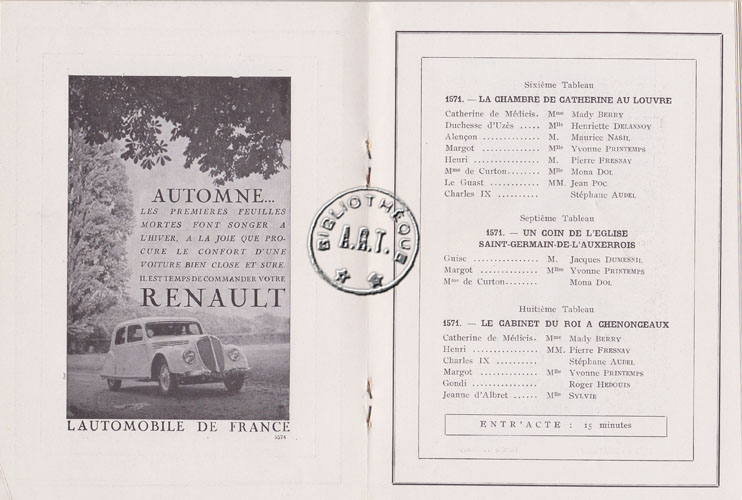 AUTOMNE...
LES PREMIÈRES FEUILLES
MORTES FONT SONGER A
L'HIVER, A LA JOIE QUE PRO-
CURE LE CONFORT D'UNE
VOITURE BIEN CLOSE ET SURE.
IL EST TEMPS DE COMMANDER VOTRE
RENAULT
L'AUTOMOBILE DE FRANCE
5574
BIBLIOTHÈQUE
A.R.T.
Sixième Tableau
1571. — LA CHAMBRE DE CATHERINE AU LOUVRE
Catherine de Médicis. Mme Mady BERRY
Duchesse d'Uzès ..... Mlle Henriette DELANNOY
Alençon .............. M. Maurice NASIL
Margot .............. Mlle Yvonne PRINTEMPS
Henri ............... M. Pierre FRESNAY
Mme de Curton........ Mlle Mona DOL
Le Guast ............ MM. Jean POC
Charles IX .......... Stéphane AUDEL
Septième Tableau
1571. — UN COIN DE L'EGLISE
SAINT-GERMAIN-DE-L'AUXERROIS
Guise ............... M. Jacques DUMESNIL
Margot .............. Mlle Yvonne PRINTEMPS
Mme de Curton........ Mona DOL
Huitième Tableau
1571. — LE CABINET DU ROI A CHENONCEAUX
Catherine de Médicis. Mme Mady BERRY
Henri ............... MM. Pierre FRESNAY
Charles IX .......... Stéphane AUDEL
Margot .............. Mlle Yvonne PRINTEMPS
Gondi ............... Roger HEDOUIN
Jeanne d'Albret ...... Mlle SYLVIE
ENTR'ACTE : 15 minutes